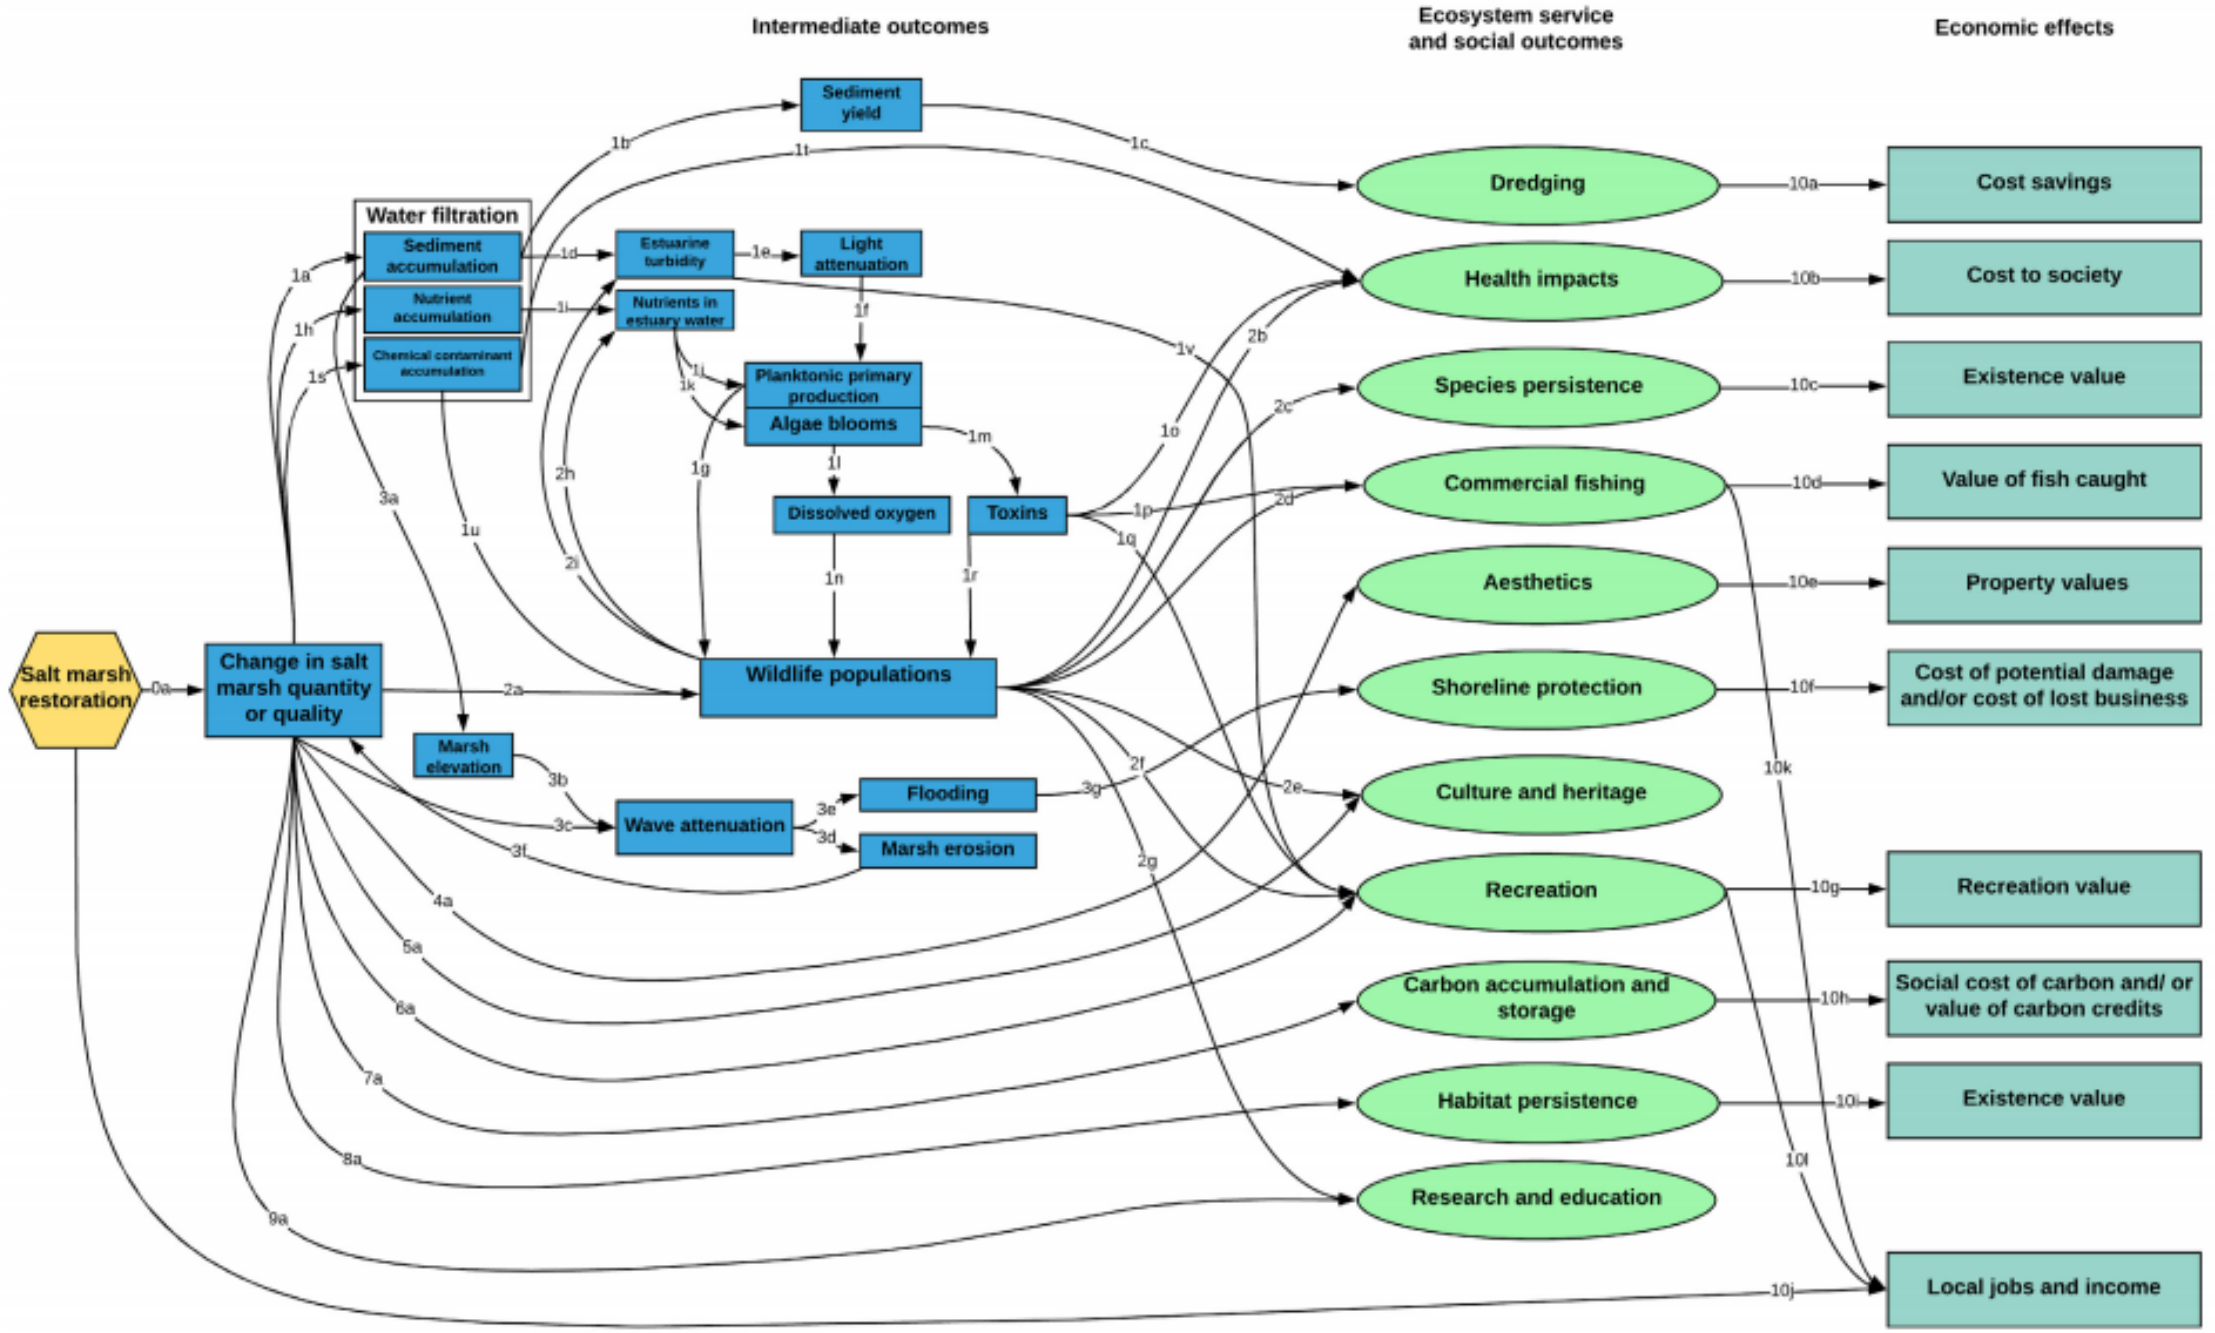 Intermediate outcomes
Ecosystem service
and social outcomes
Economic effects
Sediment
yield
1b
1c
1t
Dredging
10a
Cost savings
Water filtration
Sediment
accumulation
1a
1d
Estuarine
turbidity
1e
Light
attenuation
Health impacts
10b
Cost to society
Nutrient
accumulation
1h
1i
Nutrients in
estuary water
1f
2b
1v
Chemical contaminant
accumulation
1s
1j
1k
Planktonic primary
production
Algae blooms
Species persistence
10c
Existence value
2c
1o
1m
1l
1g
2h
3a
1u
2i
Dissolved oxygen
Toxins
1p
2d
1q
Commercial fishing
10d
Value of fish caught
1n
1r
Aesthetics
10e
Property values
Salt marsh
restoration
0a
Change in salt
marsh quantity
or quality
2a
Wildlife populations
Shoreline protection
10f
Cost of potential damage
and/or cost of lost business
Marsh
elevation
3b
3c
3f
Wave attenuation
3e
3d
Flooding
Marsh erosion
3g
2f
2e
2g
Culture and heritage
10k
4a
5a
6a
7a
8a
9a
Recreation
10g
Recreation value
Carbon accumulation and
storage
10h
Social cost of carbon and/ or
value of carbon credits
Habitat persistence
10i
Existence value
Research and education
10l
10j
Local jobs and income